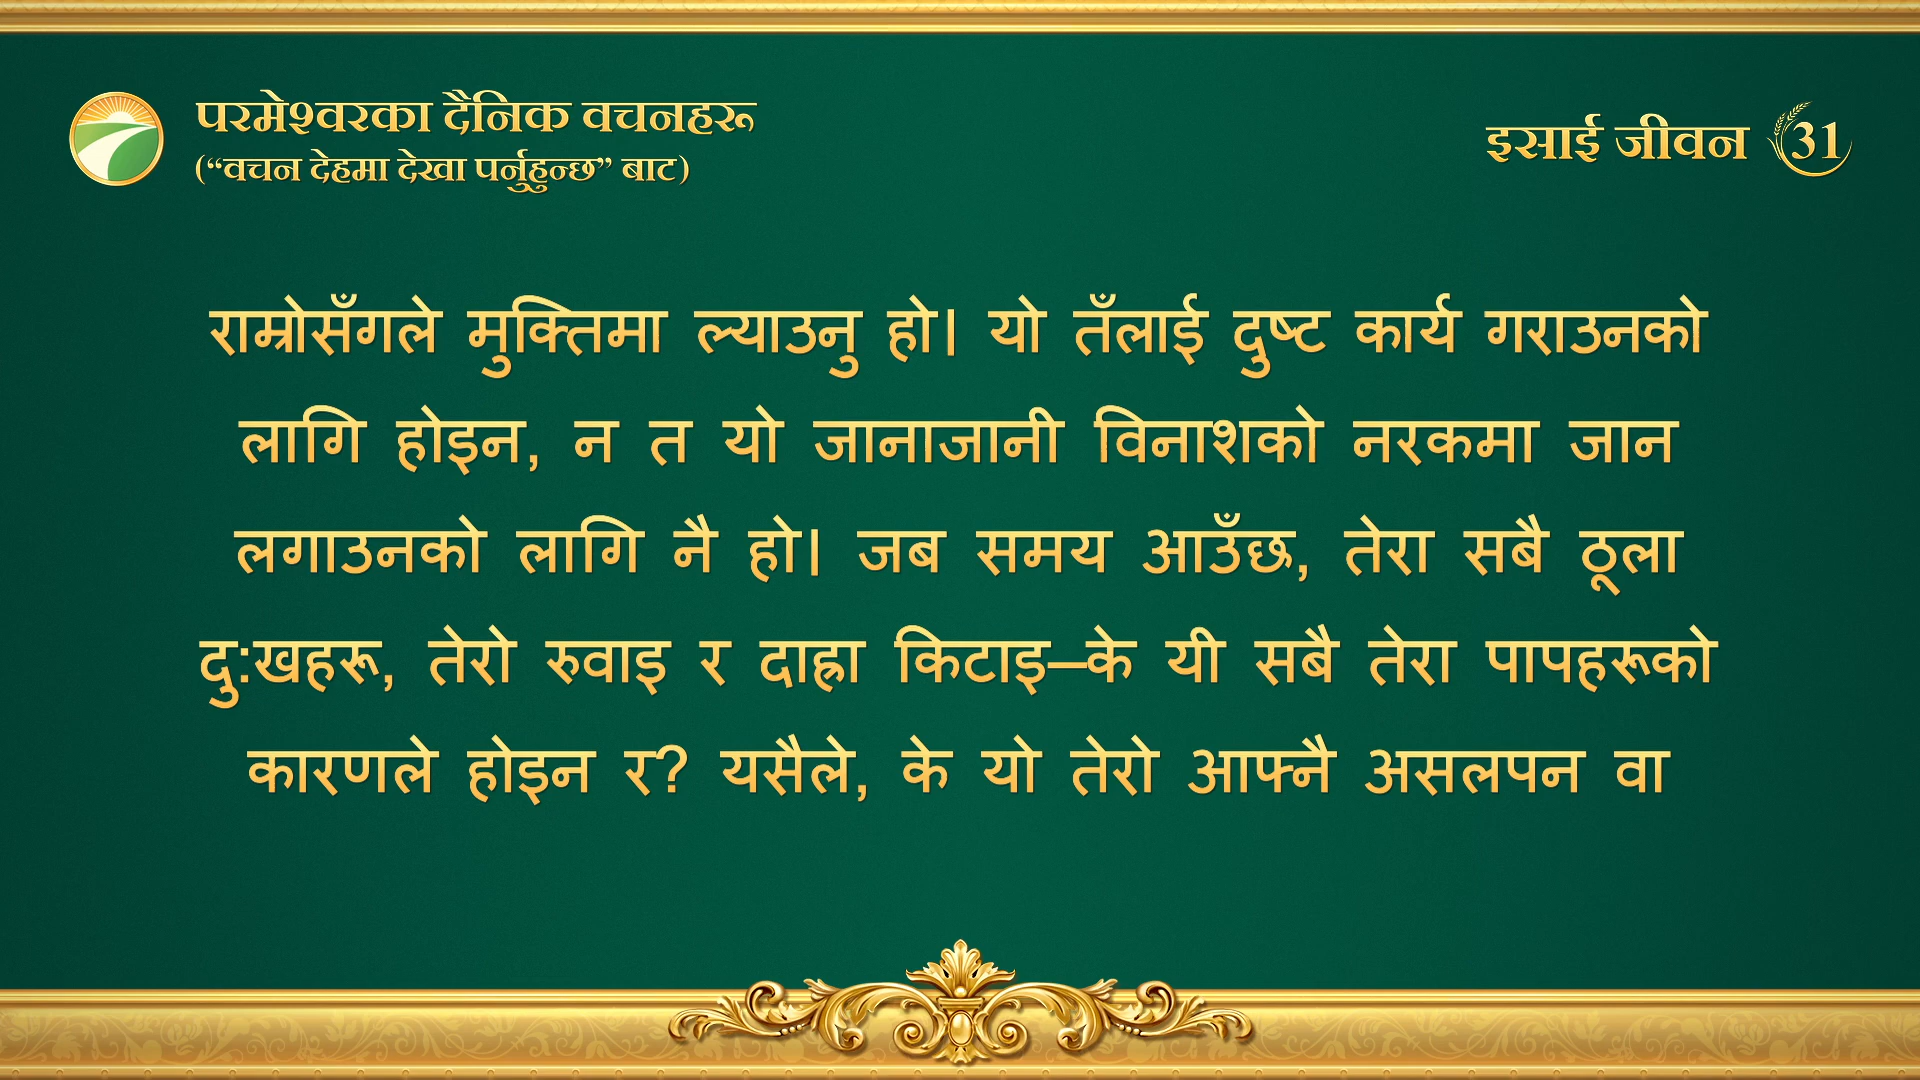 परमेश्वरका दैनिक वचनहरू
(“वचन देहमा देखा पर्नुहुन्छ” बाट)
इसाई जीवन 31
राम्रोसँगले मुक्तिमा ल्याउनु हो। यो तँलाई दुष्ट कार्य गराउनको
लागि होइन, न त यो जानाजानी विनाशको नरकमा जान
लगाउनको लागि नै हो। जब समय आउँछ, तेरा सबै ठूला
दु:खहरू, तेरो रुवाइ र दाह्रा किटाइ—के यी सबै तेरा पापहरूको
कारणले होइन र? यसैले, के यो तेरो आफ्नै असलपन वा